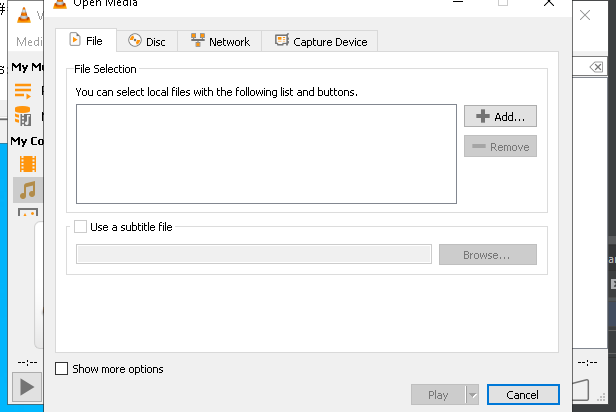 Open Media
Medi
File
Disc
Network
Capture Device
My M
My Co
File Selection
You can select local files with the following list and buttons.
Add...
Remove
Use a subtitle file
Browse...
--:--
--:--
Show more options
Play
Cancel